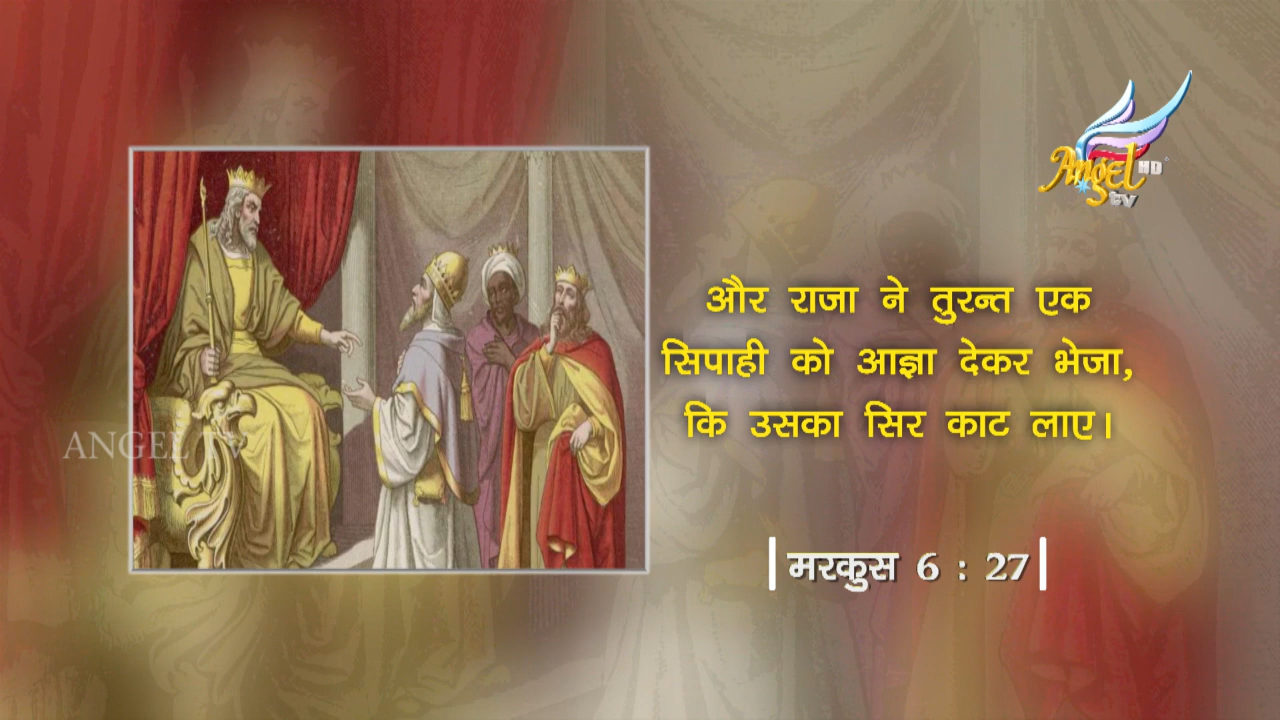 Angel HD
tv
और राजा ने तुरन्त एक
सिपाही को आज्ञा देकर भेजा,
कि उसका सिर काट लाए।
ANGEL TV
मरकुस 6 : 27